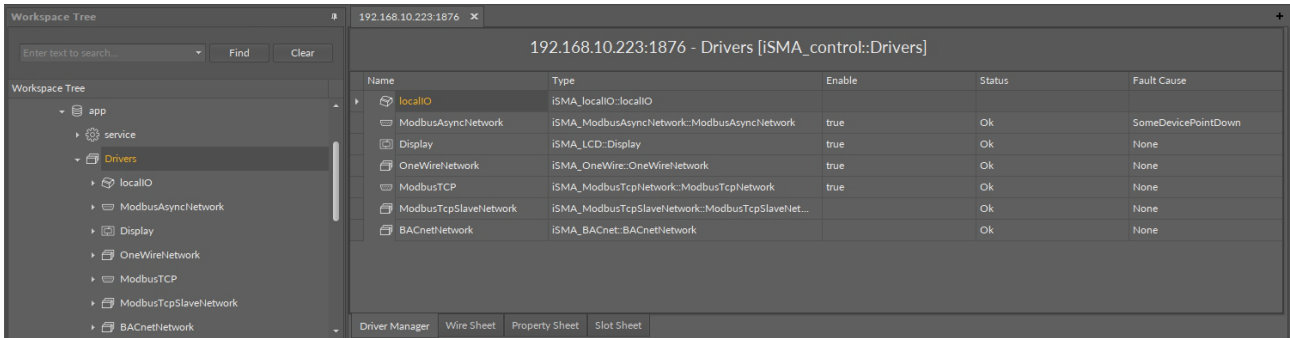 Workspace Tree
Enter text to search...
Find
Clear
Workspace Tree
app
service
Drivers
localIO
ModbusAsyncNetwork
Display
OneWireNetwork
ModbusTCP
ModbusTcpSlaveNetwork
BACnetNetwork
192.168.10.223:1876
192.168.10.223:1876 - Drivers [iSMA_control::Drivers]
Name Type Enable Status Fault Cause
localIO iSMA_localIO::localIO
ModbusAsyncNetwork iSMA_ModbusAsyncNetwork::ModbusAsyncNetwork true Ok SomeDevicePointDown
Display iSMA_LCD::Display true Ok None
OneWireNetwork iSMA_OneWire::OneWireNetwork true Ok None
ModbusTCP iSMA_ModbusTcpNetwork::ModbusTcpNetwork true Ok None
ModbusTcpSlaveNetwork iSMA_ModbusTcpSlaveNetwork::ModbusTcpSlaveNet... Ok None
BACnetNetwork iSMA_BACnet::BACnetNetwork Ok None
Driver Manager Wire Sheet Property Sheet Slot Sheet